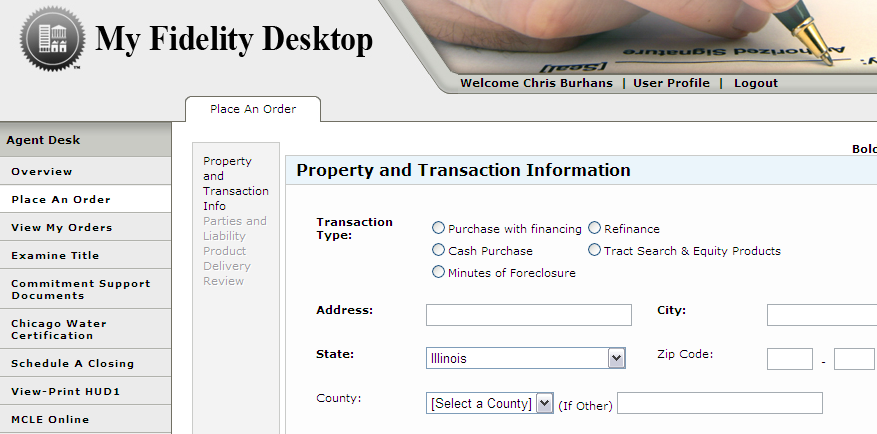 My Fidelity Desktop
TM
Authorized Signature
[Seal]
Welcome Chris Burhans | User Profile | Logout
Place An Order
Agent Desk
Overview
Place An Order
View My Orders
Examine Title
Commitment Support
Documents
Chicago Water
Certification
Schedule A Closing
View-Print HUD1
MCLE Online
Property
and
Transaction
Info
Parties and
Liability
Product
Delivery
Review
Property and Transaction Information
Transaction
Type:
Purchase with financing
Refinance
Cash Purchase
Tract Search & Equity Products
Minutes of Foreclosure
Address:
City:
State:
Illinois
Zip Code:
-
County:
[Select a County]
(If Other)